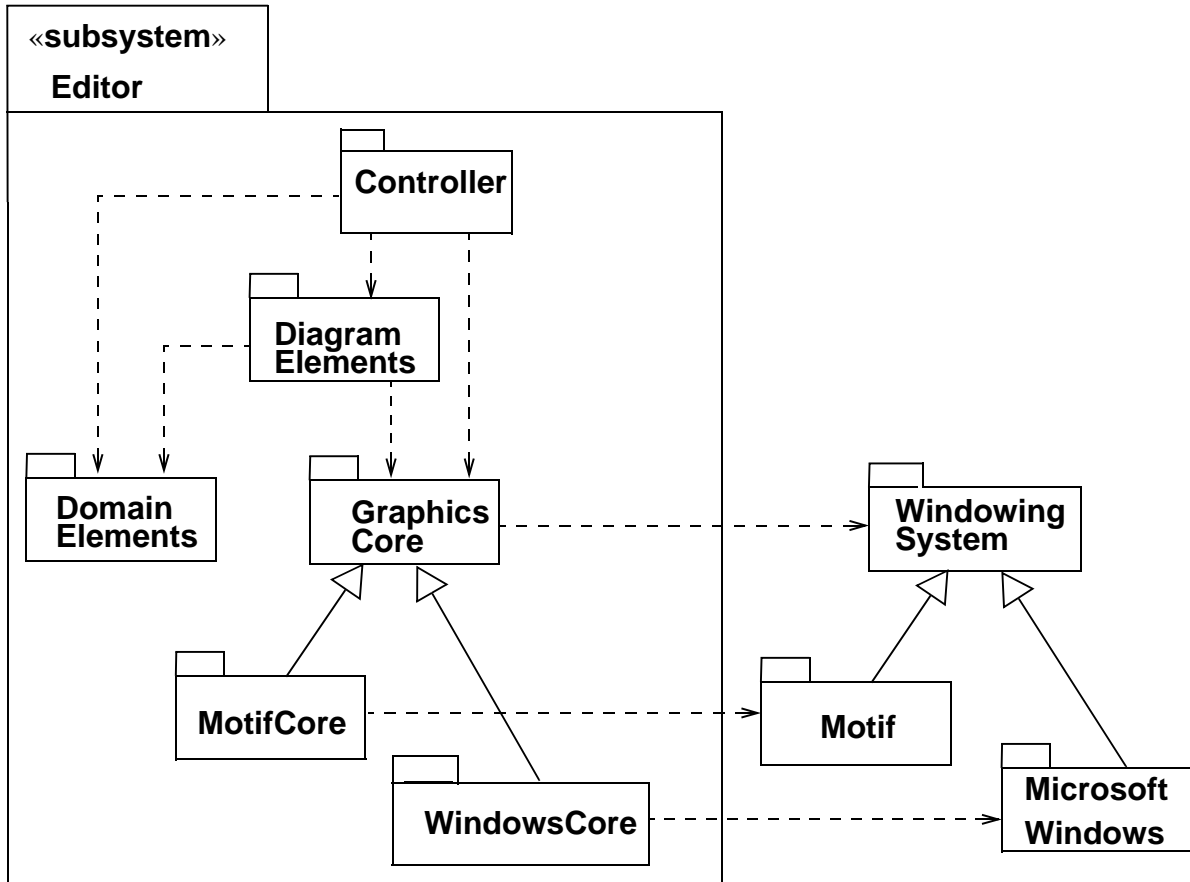 «subsystem»
Editor
Controller
Diagram
Elements
Domain
Elements
Graphics
Core
Windowing
System
MotifCore
Motif
WindowsCore
Microsoft
Windows